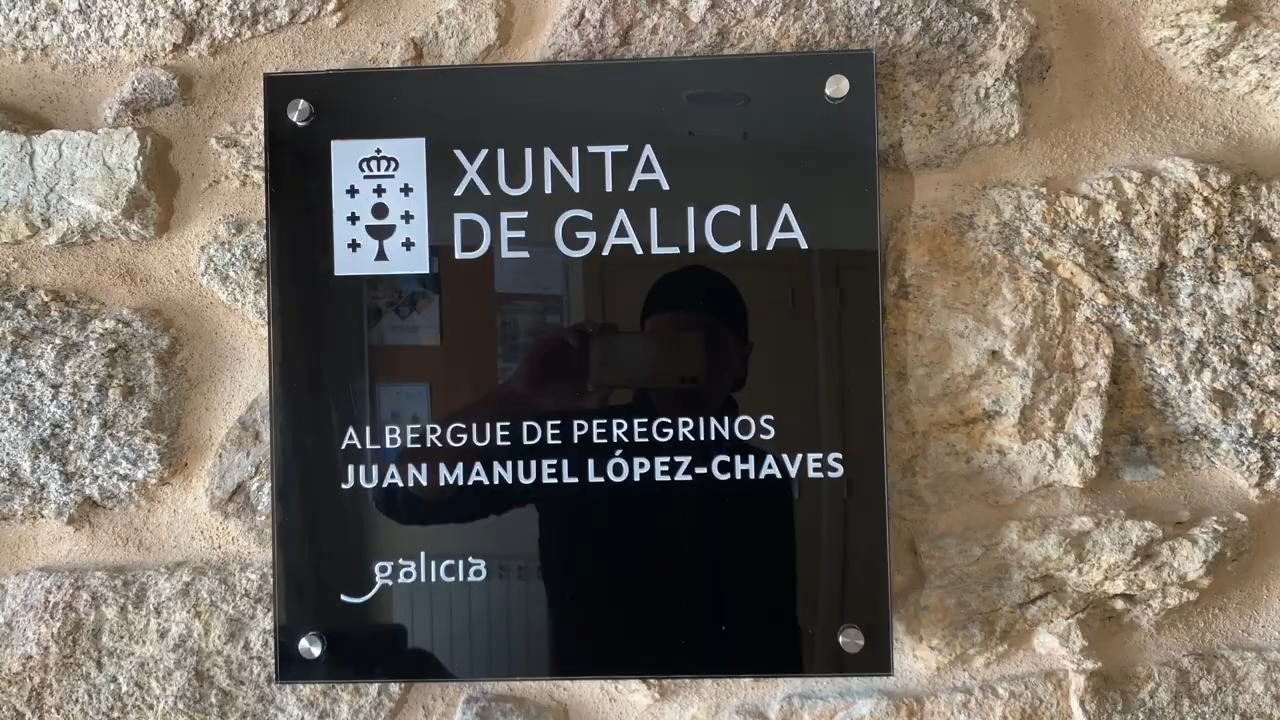 XUNTA
DE GALICIA
ALBERGUE DE PEREGRINOS
JUAN MANUEL LÓPEZ-CHAVES
galicia